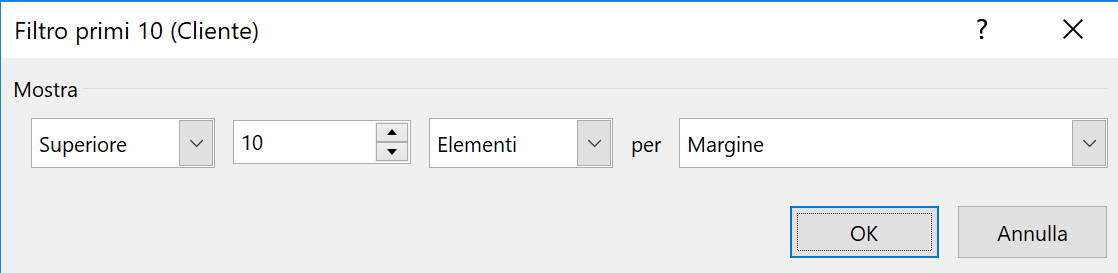 Filtro primi 10 (Cliente) ?
Mostra
Superiore 10 Elementi per Margine
OK Annulla